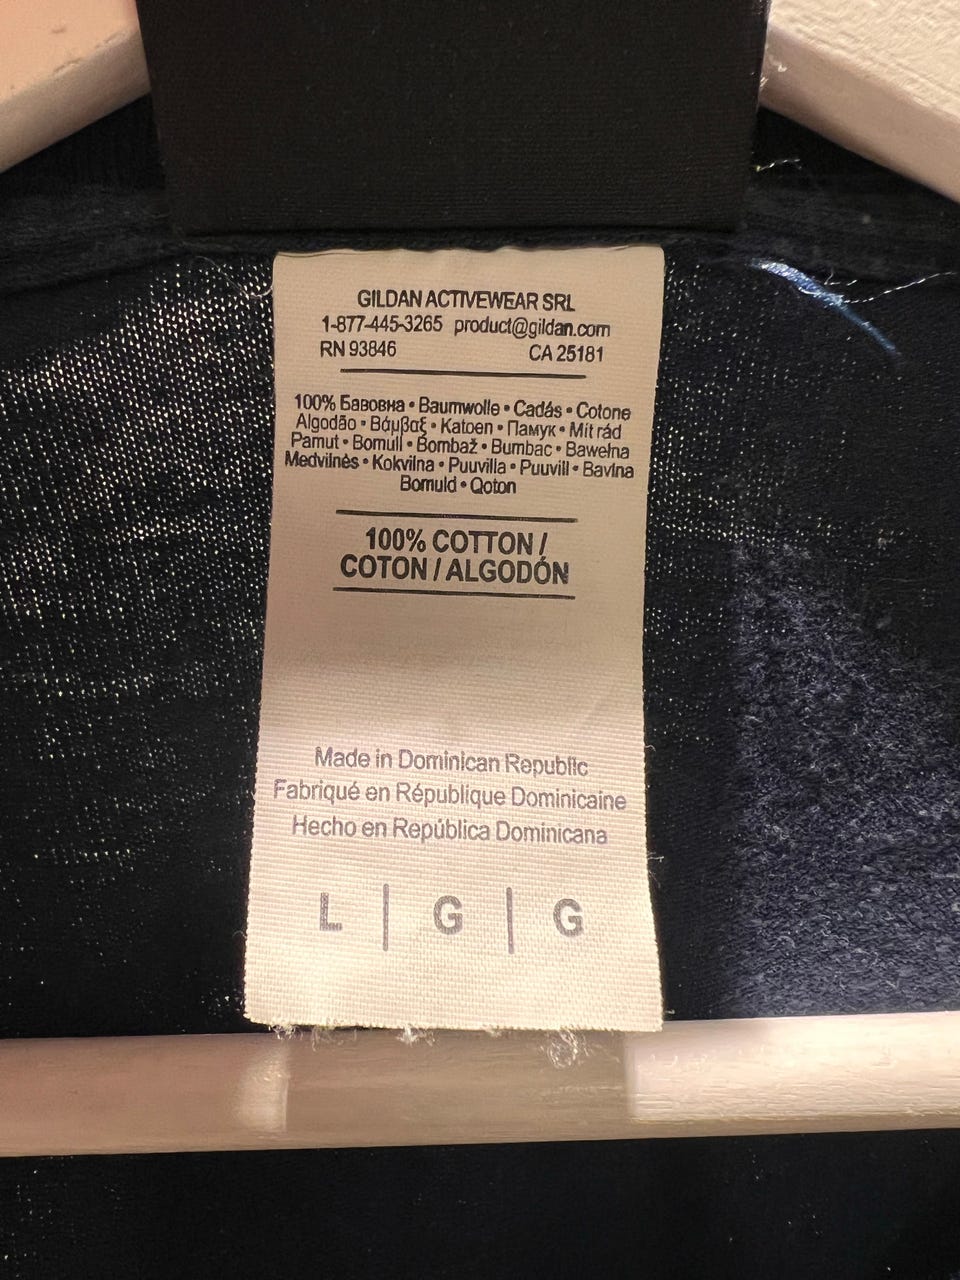 GILDAN ACTIVEWEAR SRL
1-877-445-3265 product@gildan.com
RN 93846 CA 25181
100% Бавовна • Baumwolle • Cadás • Cotone
Algodão • Βάμβαξ • Katoen • Памук • Mit rád
Pamut • Bomull • Bombaž • Bumbac • Bawełna
Medvilnės • Kokvilna • Puuvilla • Puuvill • Bavlna
Bomuld • Qoton
100% COTTON /
COTON / ALGODÓN
Made in Dominican Republic
Fabriqué en République Dominicaine
Hecho en República Dominicana
L | G | G